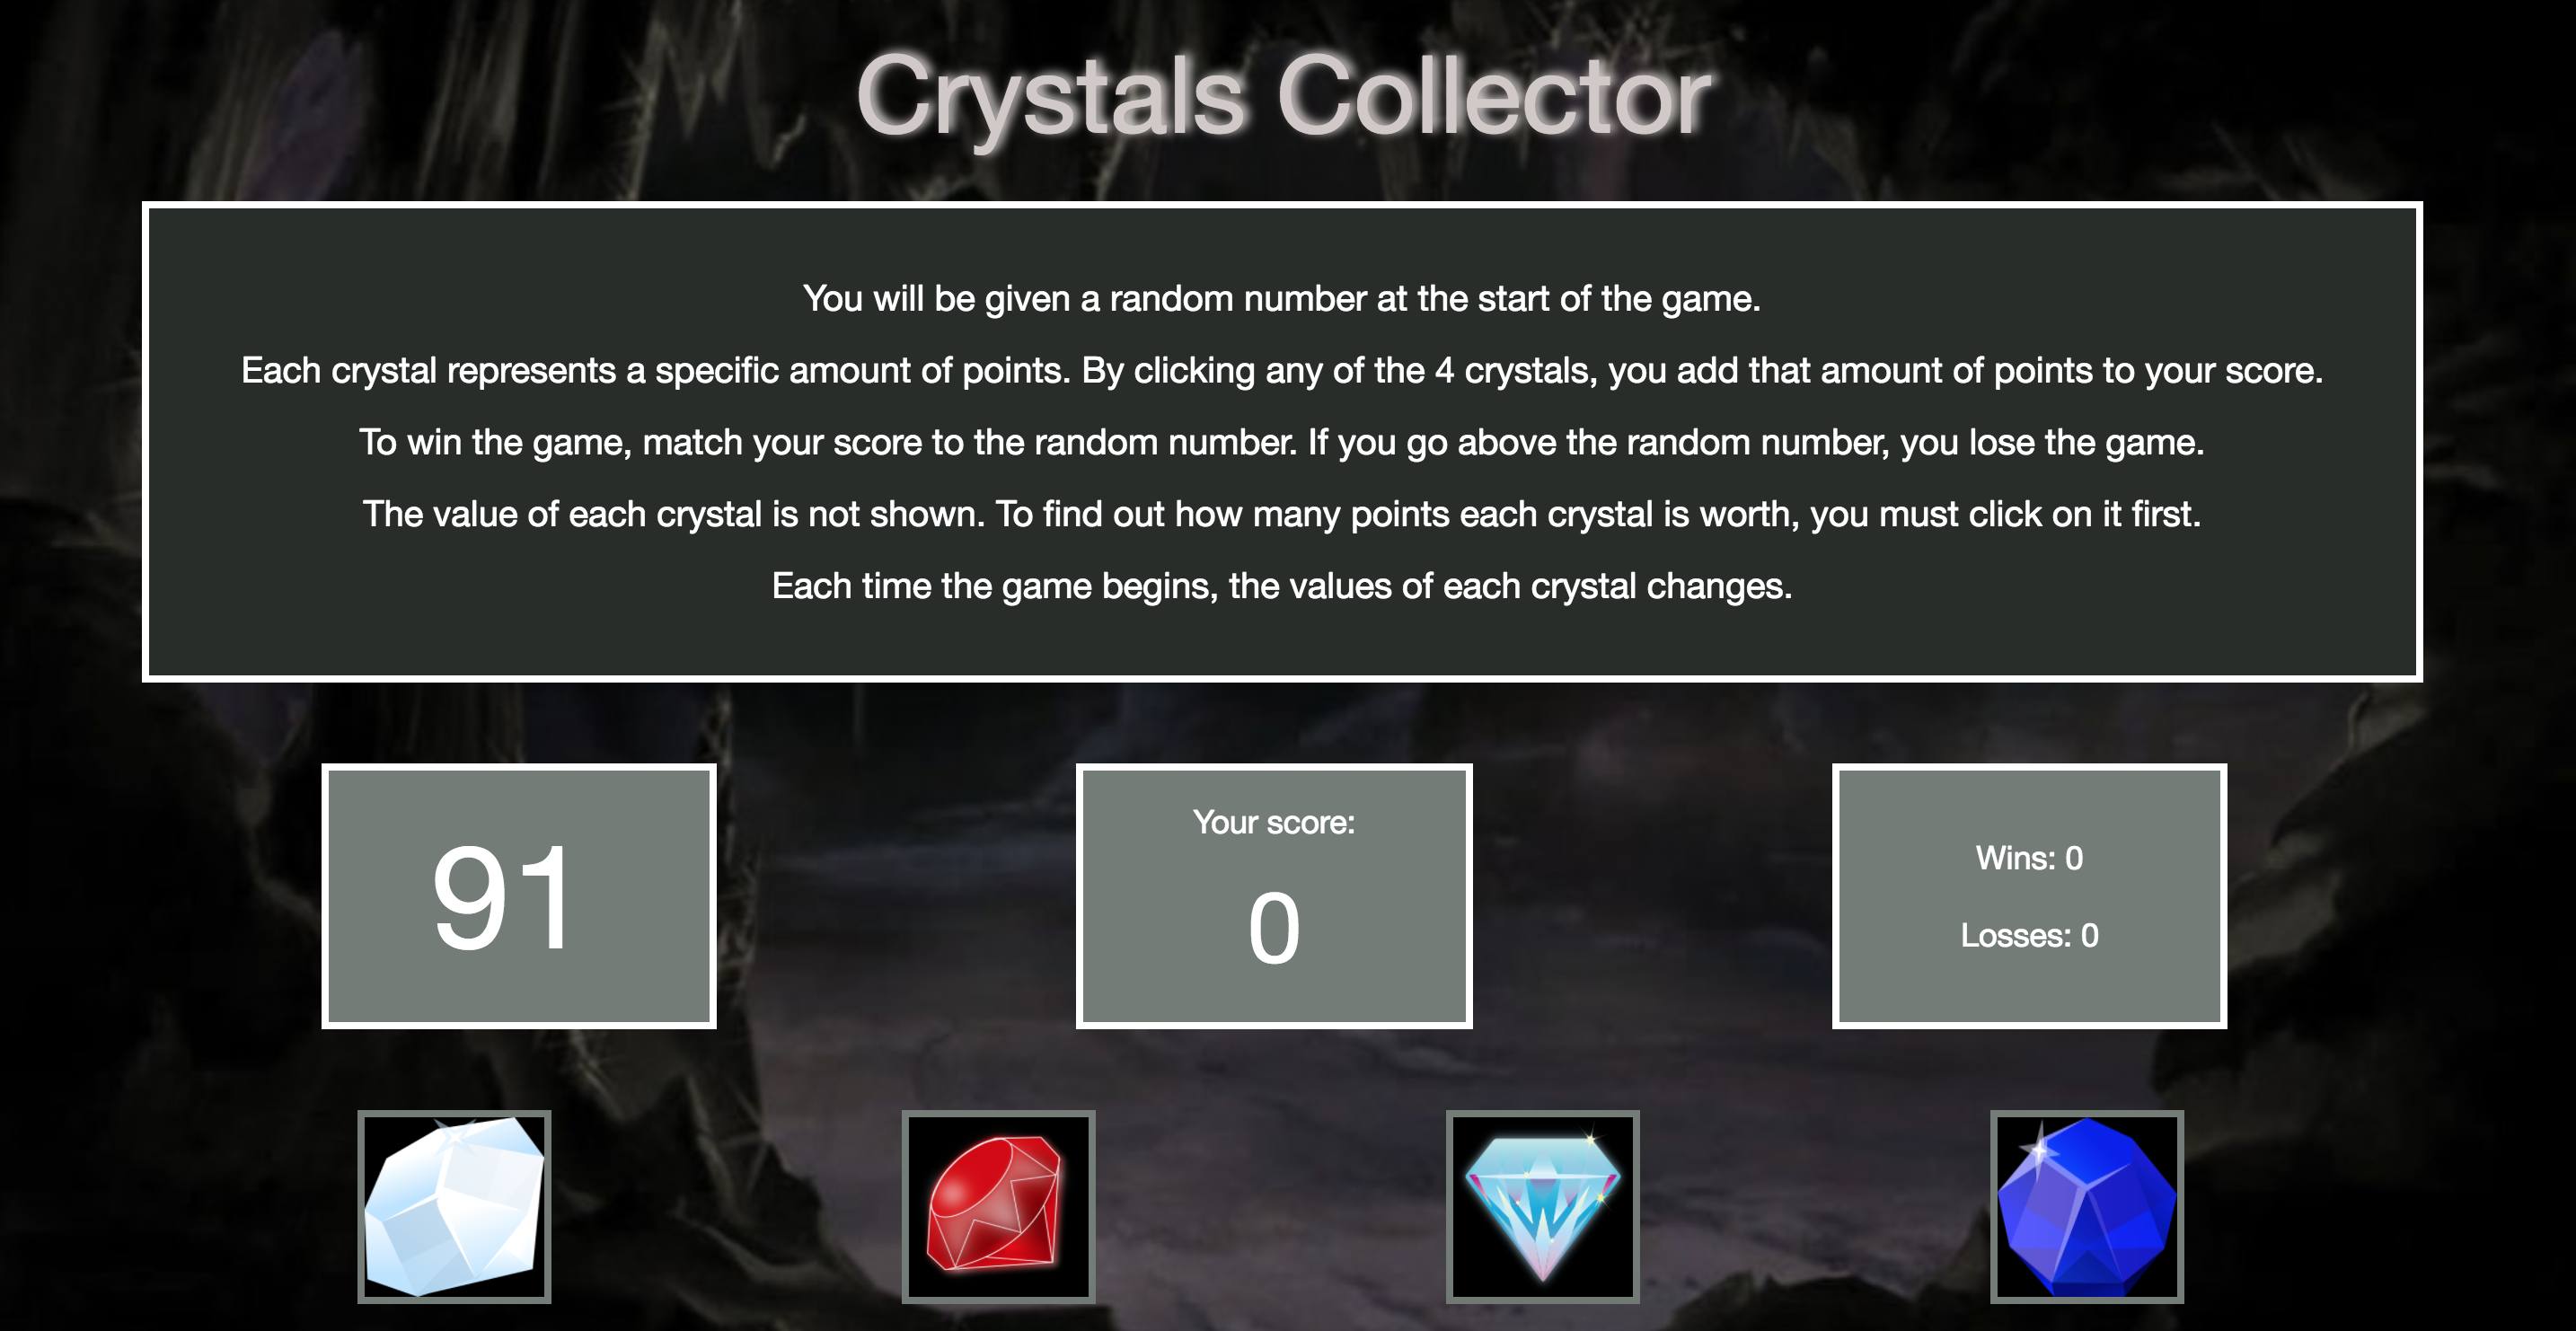 Crystals Collector
You will be given a random number at the start of the game.
Each crystal represents a specific amount of points. By clicking any of the 4 crystals, you add that amount of points to your score.
To win the game, match your score to the random number. If you go above the random number, you lose the game.
The value of each crystal is not shown. To find out how many points each crystal is worth, you must click on it first.
Each time the game begins, the values of each crystal changes.
91
Your score:
0
Wins: 0
Losses: 0